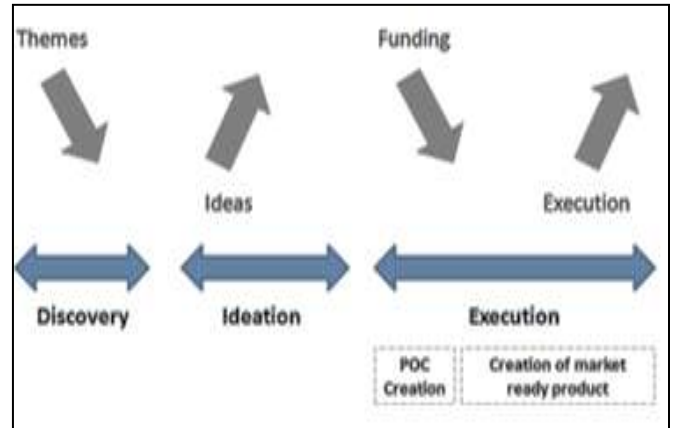 Themes
Funding
Ideas
Execution
Discovery
Ideation
Execution
POC
Creation
Creation of market
ready product